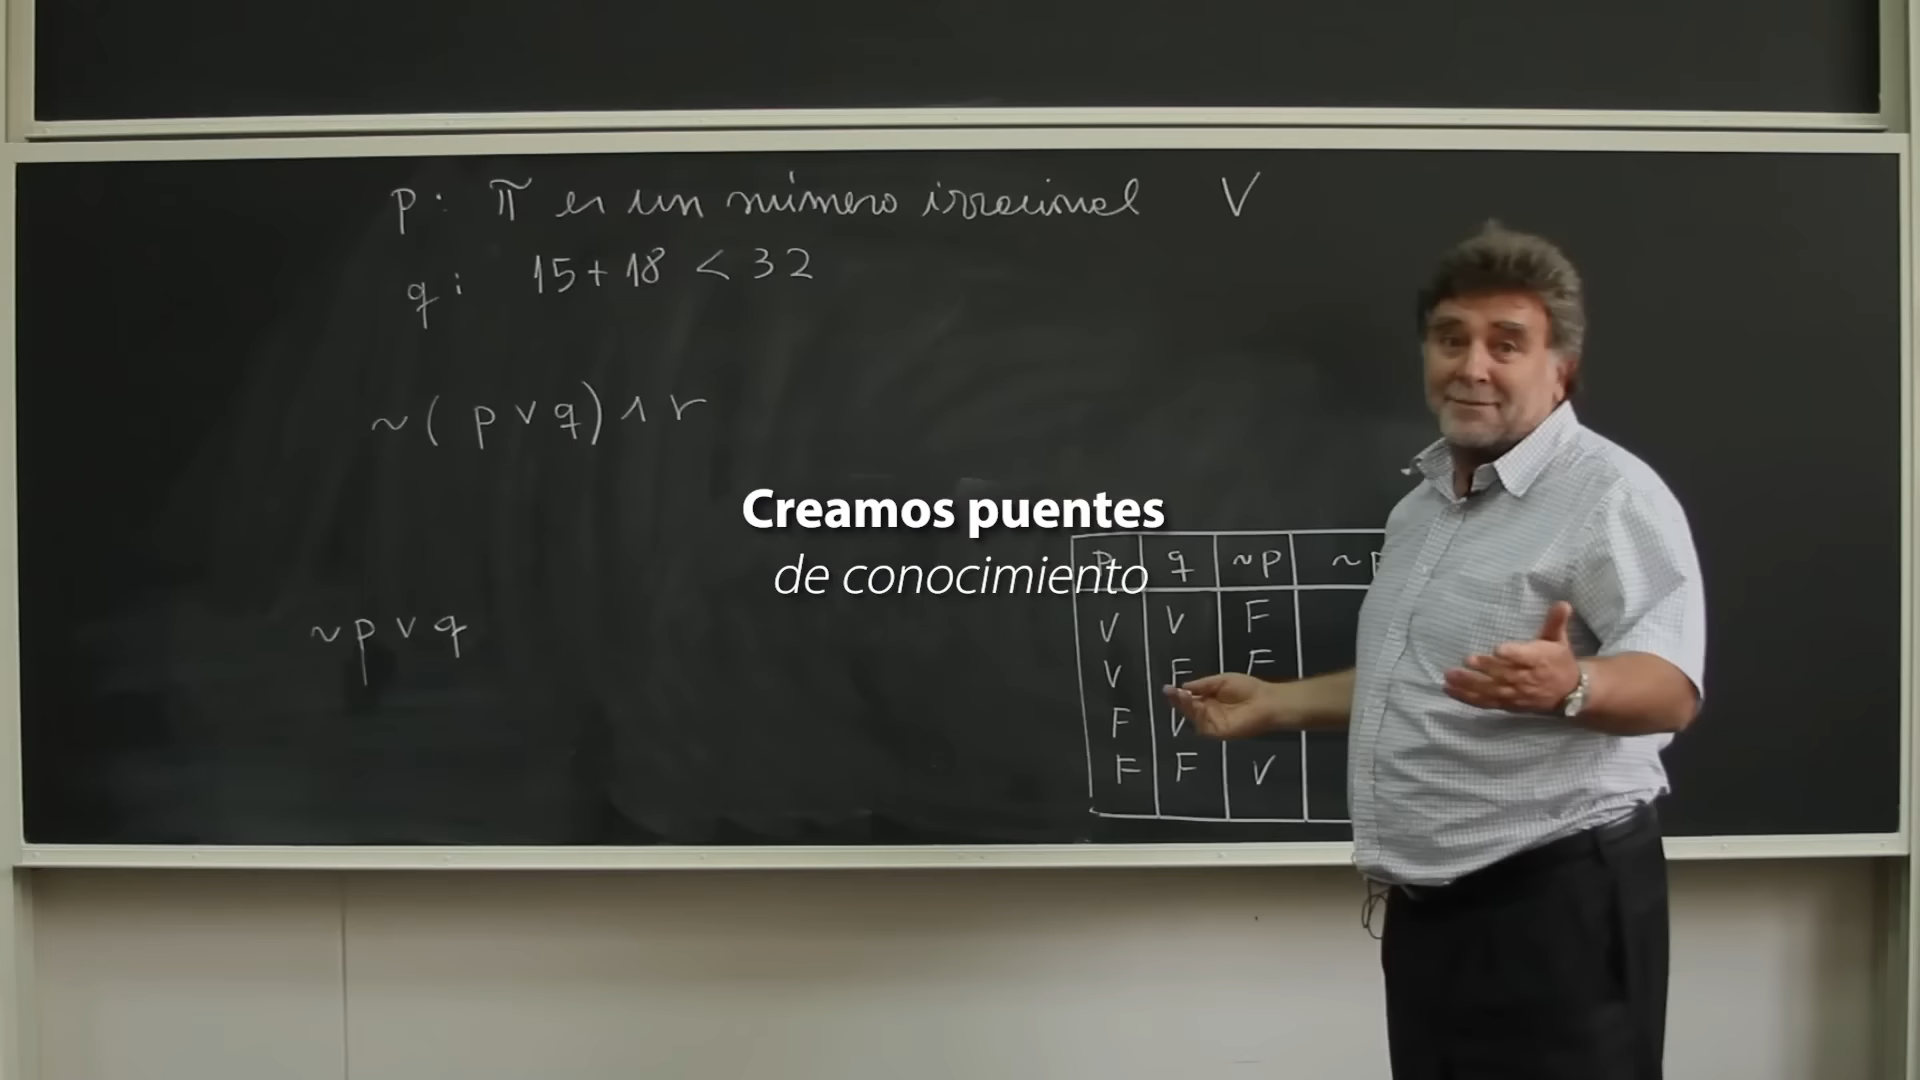 p: π es un número irracional V
q: 15+18 < 32
~( p ∨ q) ∧ r
Creamos puentes
de conocimiento
~p ∨ q
p q ~p ~p
V V F
V F F
F V
F F V